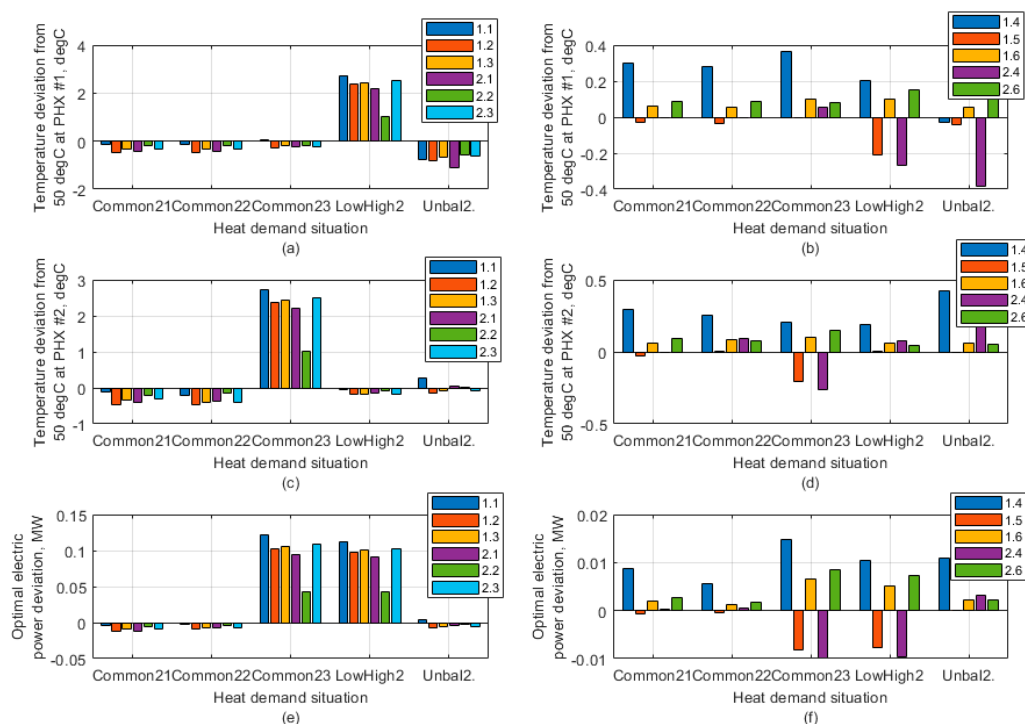 Temperature deviation from
50 degC at PHX #1, degC
4
2
0
-2
1.1
1.2
1.3
2.1
2.2
2.3
Common21 Common22 Common23 LowHigh2 Unbal2.
Heat demand situation
(a)
Temperature deviation from
50 degC at PHX #1, degC
0.4
0.2
0
-0.2
-0.4
1.4
1.5
1.6
2.4
2.6
Common21 Common22 Common23 LowHigh2 Unbal2.
Heat demand situation
(b)
Temperature deviation from
50 degC at PHX #2, degC
3
2
1
0
-1
1.1
1.2
1.3
2.1
2.2
2.3
Common21 Common22 Common23 LowHigh2 Unbal2.
Heat demand situation
(c)
Temperature deviation from
50 degC at PHX #2, degC
0.5
0
-0.5
1.4
1.5
1.6
2.4
2.6
Common21 Common22 Common23 LowHigh2 Unbal2.
Heat demand situation
(d)
Optimal electric
power deviation, MW
0.15
0.1
0.05
0
-0.05
1.1
1.2
1.3
2.1
2.2
2.3
Common21 Common22 Common23 LowHigh2 Unbal2.
Heat demand situation
(e)
Optimal electric
power deviation, MW
0.02
0.01
0
-0.01
1.4
1.5
1.6
2.4
2.6
Common21 Common22 Common23 LowHigh2 Unbal2.
Heat demand situation
(f)